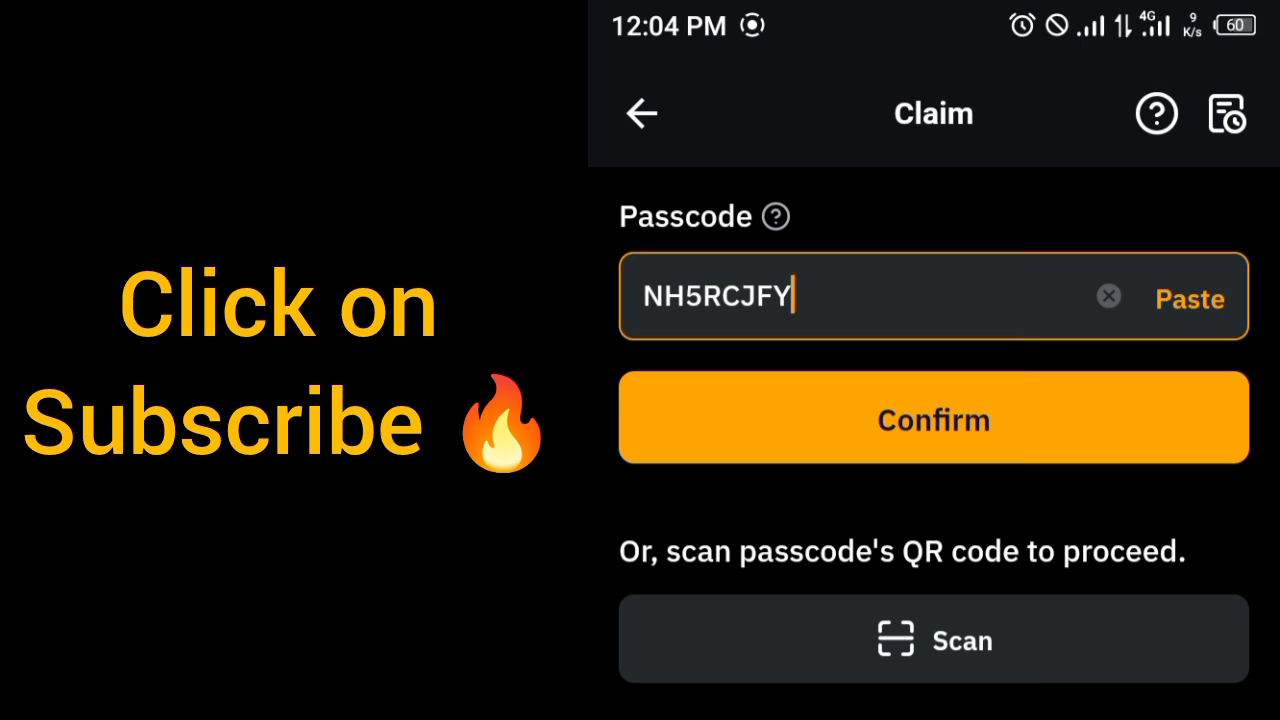 Click on
Subscribe 🔥
12:04 PM
4G
9
K/s
60
Claim
Passcode
NH5RCJFY
Paste
Confirm
Or, scan passcode's QR code to proceed.
Scan